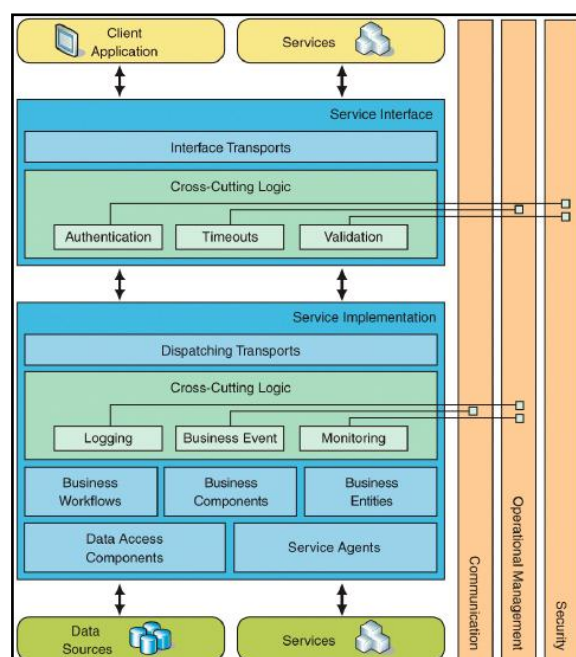 Client
Application
Services
Service Interface
Interface Transports
Cross-Cutting Logic
Authentication
Timeouts
Validation
Service Implementation
Dispatching Transports
Cross-Cutting Logic
Logging
Business Event
Monitoring
Business
Workflows
Business
Components
Business
Entities
Data Access
Components
Service Agents
Data
Sources
Services
Communication
Operational Management
Security